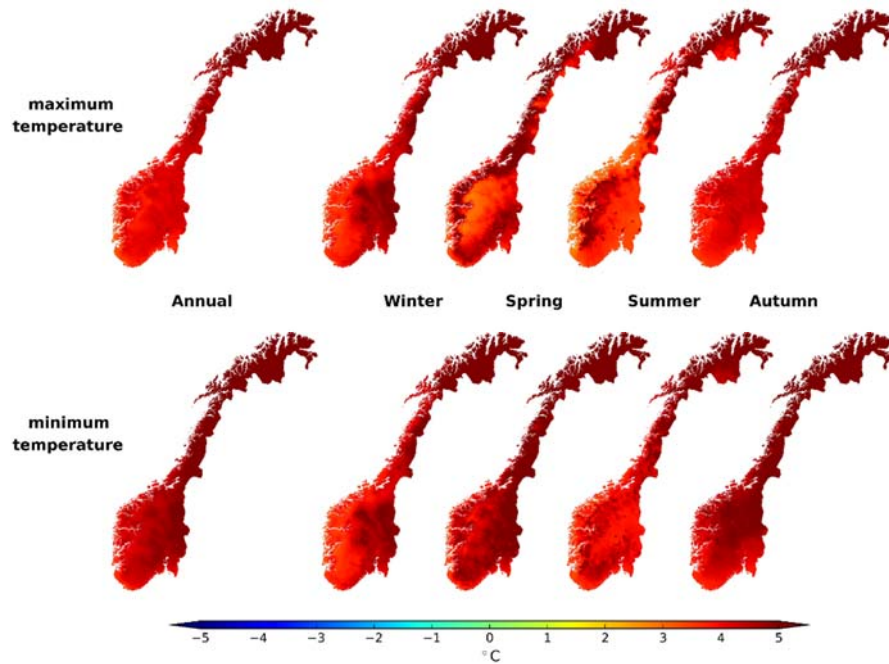 maximum
temperature
Annual Winter Spring Summer Autumn
minimum
temperature
−5 −4 −3 −2 −1 0 1 2 3 4 5
°C